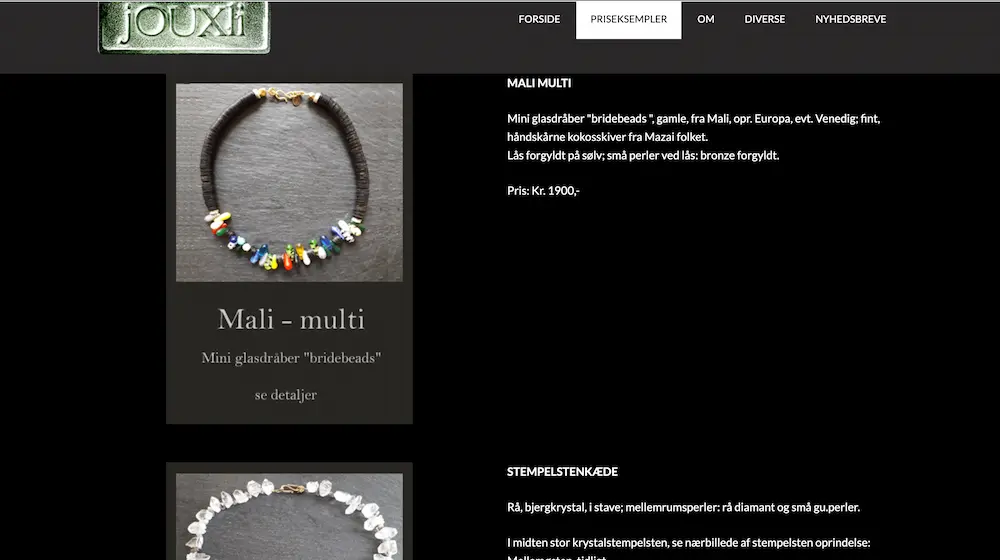 jouxli
FORSIDE
PRISEKSEMPLER
OM
DIVERSE
NYHEDSBREVE
Mali - multi
Mini glasdråber "bridebeads"
se detaljer
MALI MULTI
Mini glasdråber "bridebeads ", gamle, fra Mali, opr. Europa, evt. Venedig; fint,
håndskårne kokosskiver fra Mazai folket.
Lås forgyldt på sølv; små perler ved lås: bronze forgyldt.
Pris: Kr. 1900,-
STEMPELSTENKÆDE
Rå, bjergkrystal, i stave; mellemrumsperler: rå diamant og små gu.perler.
I midten stor krystalstempelsten, se nærbillede af stempelsten oprindelse:
Mellemøsten, tidligt